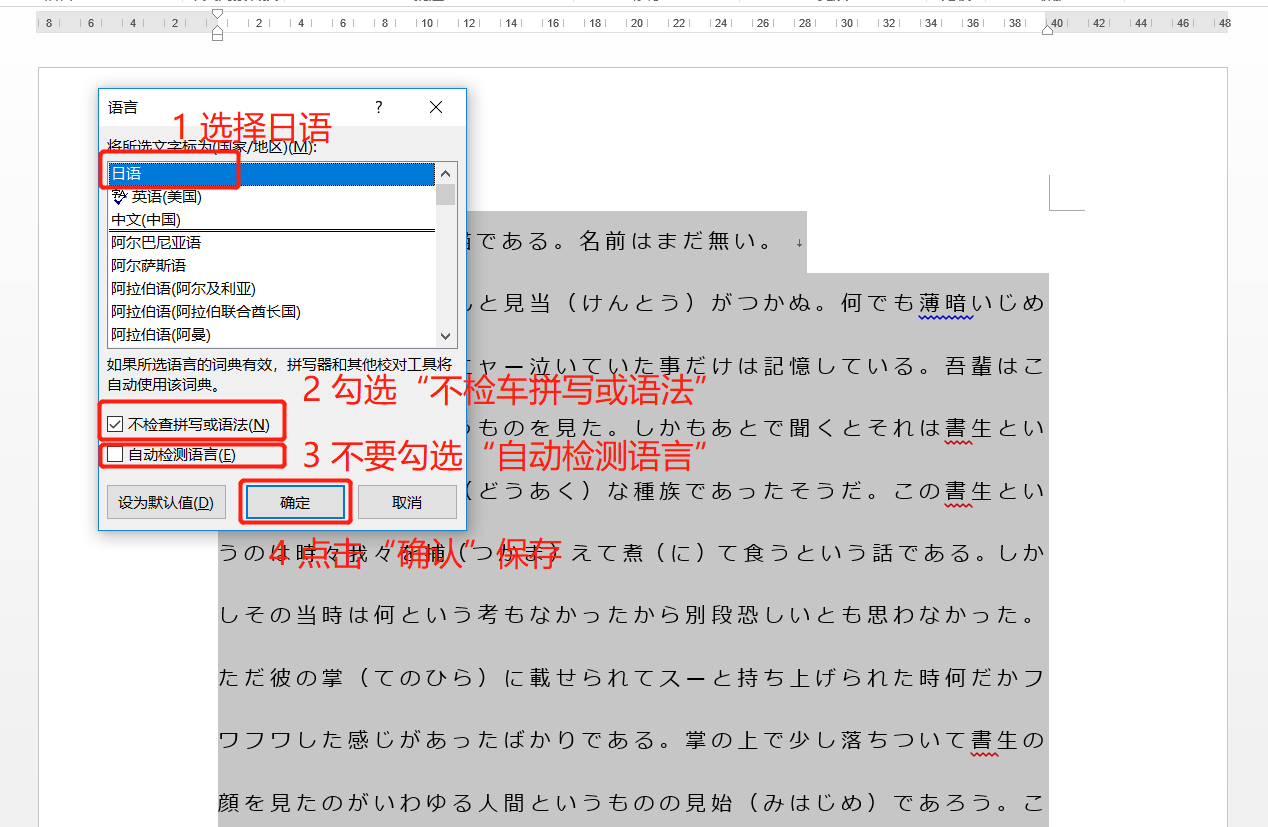 8 6 4 2 2 4 6 8 10 12 14 16 18 20 22 24 26 28 30 32 34 36 38 40 42 44 46 48
语言 ? ×
1 选择日语
将所选文字标为(国家/地区)(M):
日语
英语(美国)
中文(中国)
阿尔巴尼亚语
阿尔萨斯语
阿拉伯语(阿尔及利亚)
阿拉伯语(阿拉伯联合酋长国)
阿拉伯语(阿曼)
如果所选语言的词典有效，拼写器和其他校对工具将
自动使用该词典。
2 勾选“不检车拼写或语法”
不检查拼写或语法(N)
3 不要勾选“自动检测语言”
自动检测语言(E)
设为默认值(D) 确定 取消
4 点击“确认”保存
である。名前はまだ無い。↓
と見当（けんとう）がつかぬ。何でも薄暗いじめ
ャー泣いていた事だけは記憶している。吾輩はこ
ものを見た。しかもあとで聞くとそれは書生とい
（どうあく）な種族であったそうだ。この書生とい
うのは時々我々を捕（つかま）えて煮（に）て食うという話である。しか
しその当時は何という考もなかったから別段恐しいとも思わなかった。
ただ彼の掌（てのひら）に載せられてスーと持ち上げられた時何だかフ
ワフワした感じがあったばかりである。掌の上で少し落ちついて書生の
顔を見たのがいわゆる人間というものの見始（みはじめ）であろう。こ